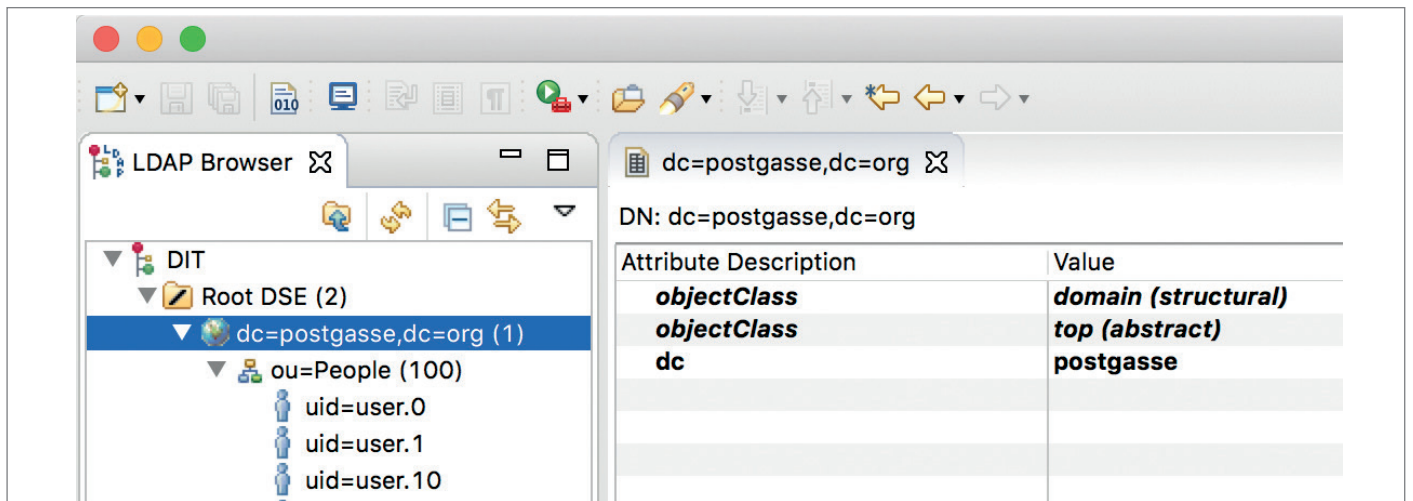 010
LDAP Browser
dc=postgasse,dc=org
DN: dc=postgasse,dc=org
DIT
Root DSE (2)
dc=postgasse,dc=org (1)
ou=People (100)
uid=user.0
uid=user.1
uid=user.10
Attribute Description Value
objectClass domain (structural)
objectClass top (abstract)
dc postgasse